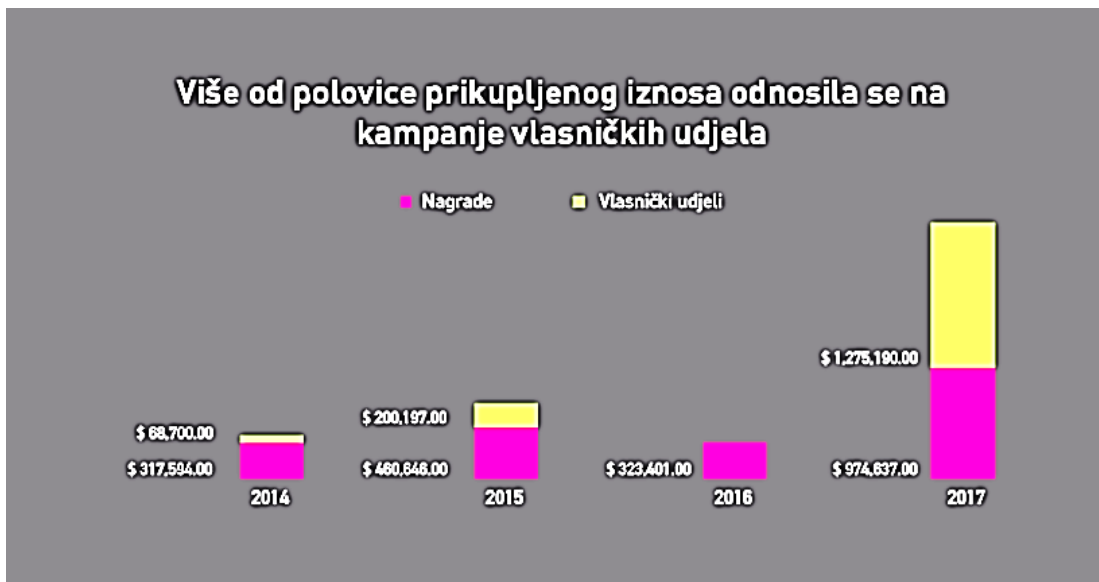 Više od polovice prikupljenog iznosa odnosila se na
kampanje vlasničkih udjela
Nagrade
Vlasnički udjeli
$ 1,275,190.00
$ 68,700.00
$ 200,197.00
$ 317,594.00
$ 460,646.00
$ 323,401.00
$ 974,637.00
2014
2015
2016
2017